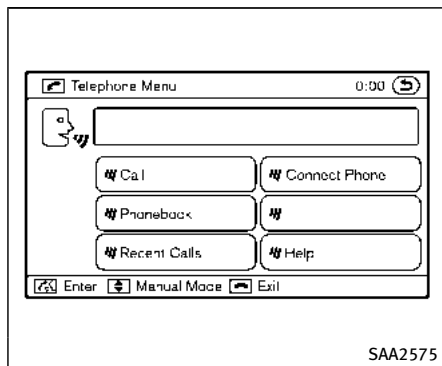 Telephone Menu 0:00
Call Connect Phone
Phonebook
Recent Calls Help
Enter Manual Mode Exit
SAA2575